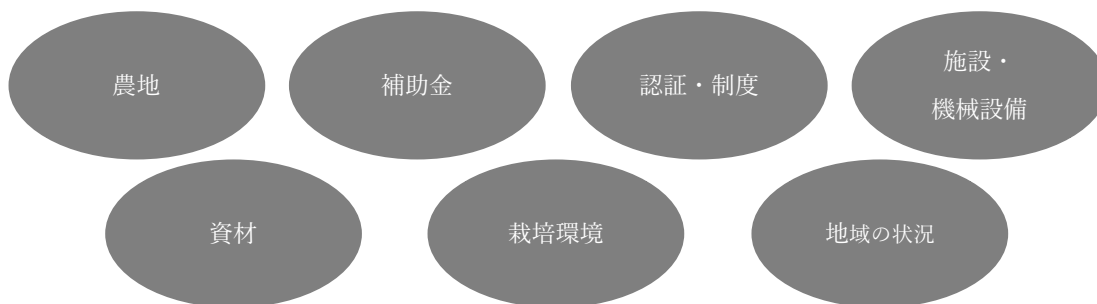 農地
補助金
認証・制度
施設・
機械設備
資材
栽培環境
地域の状況